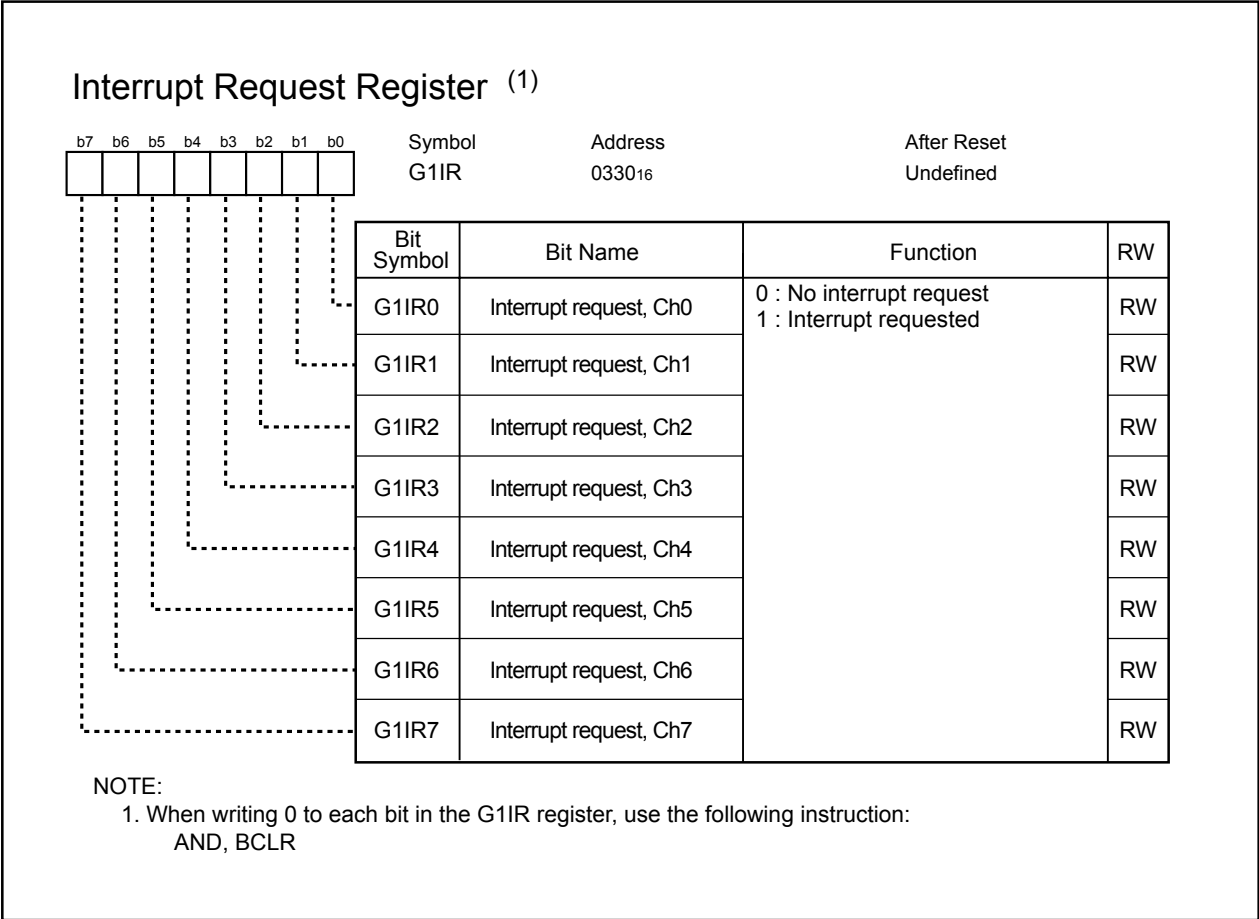 Interrupt Request Register (1)
b7 b6 b5 b4 b3 b2 b1 b0
Symbol Address After Reset
G1IR 033016 Undefined
Bit Symbol Bit Name Function RW
G1IR0 Interrupt request, Ch0 0 : No interrupt request RW
1 : Interrupt requested
G1IR1 Interrupt request, Ch1 RW
G1IR2 Interrupt request, Ch2 RW
G1IR3 Interrupt request, Ch3 RW
G1IR4 Interrupt request, Ch4 RW
G1IR5 Interrupt request, Ch5 RW
G1IR6 Interrupt request, Ch6 RW
G1IR7 Interrupt request, Ch7 RW
NOTE:
1. When writing 0 to each bit in the G1IR register, use the following instruction:
AND, BCLR